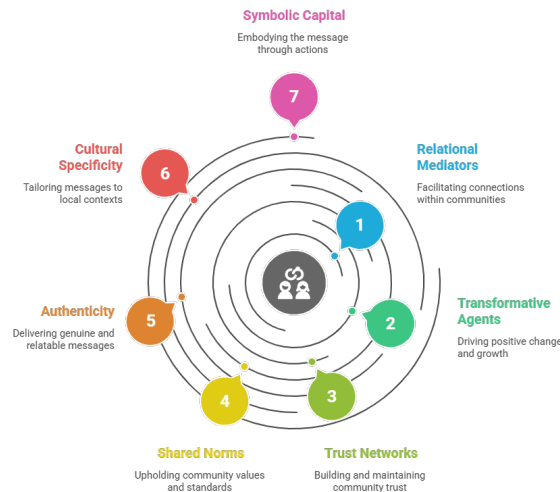 Symbolic Capital
Embodying the message
through actions
7
Cultural
Specificity
Tailoring messages to
local contexts
6
Relational
Mediators
Facilitating connections
within communities
1
Authenticity
Delivering genuine and
relatable messages
5
Transformative
Agents
Driving positive change
and growth
2
4
3
Shared Norms
Upholding community values
and standards
Trust Networks
Building and maintaining
community trust